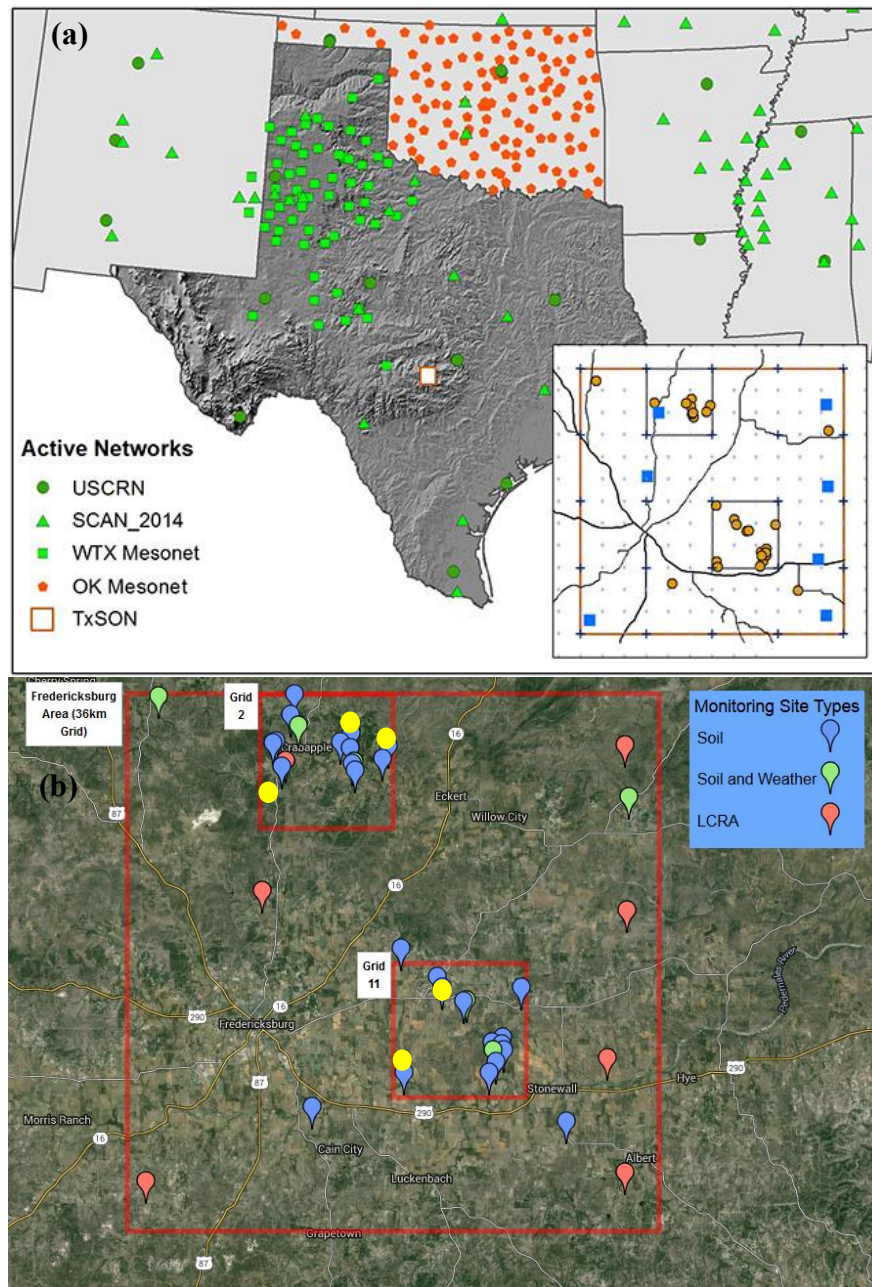 (a)
Active Networks
USCRN
SCAN_2014
WTX Mesonet
OK Mesonet
TxSON
Cherry Spring
Fredericksburg
Area (36km
Grid)
Grid
2
Monitoring Site Types
Soil
Soil and Weather
LCRA
(b)
Crabapple
16
87
Eckert
Willow City
16
Grid
11
Pedernales River
16
290
Fredericksburg
87
Stonewall
Hye
290
Morris Ranch
290
16
Cain City
Albert
Luckenbach
87
Grapetown